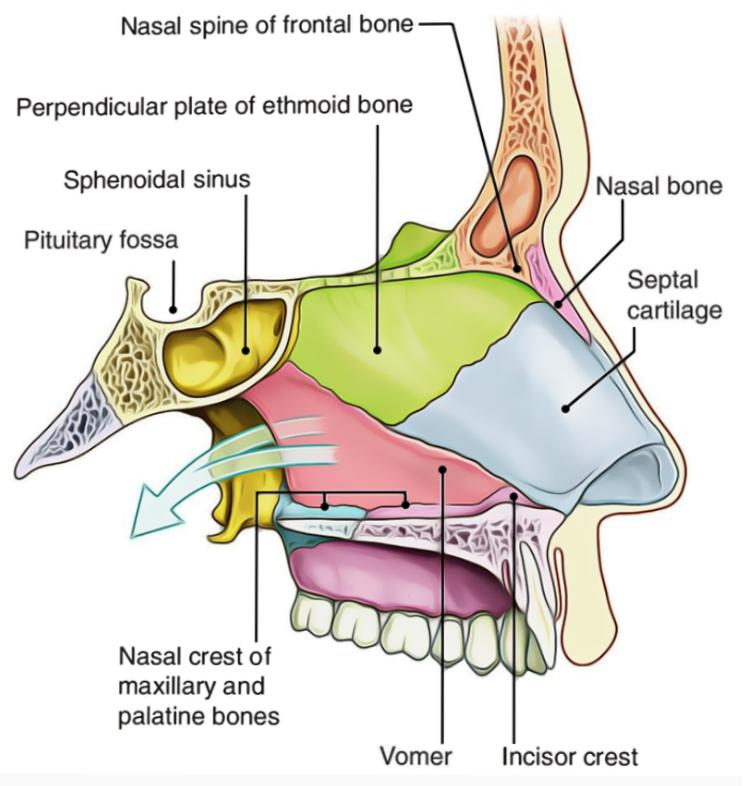 Nasal spine of frontal bone
Perpendicular plate of ethmoid bone
Sphenoidal sinus
Nasal bone
Pituitary fossa
Septal
cartilage
Nasal crest of
maxillary and
palatine bones
Vomer
Incisor crest